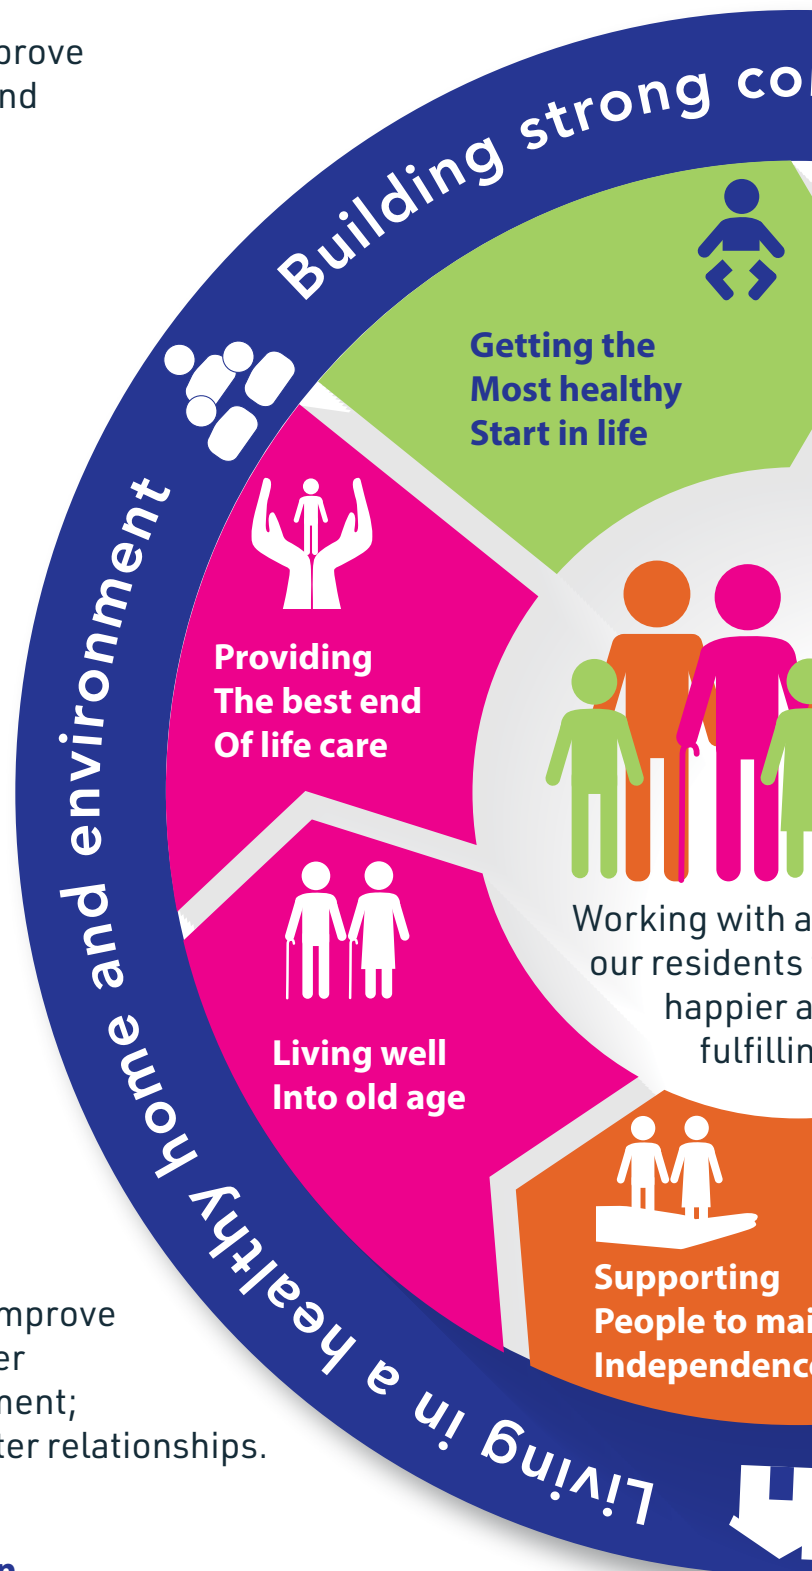 prove
nd
Building strong co
Getting the
Most healthy
Start in life
Providing
The best end
Of life care
Living well
Into old age
Working with a
our residents
happier a
fulfillin
Supporting
People to mai
Independenc
Living in a healthy home and environment
mprove
er
ment;
ter relationships.
n